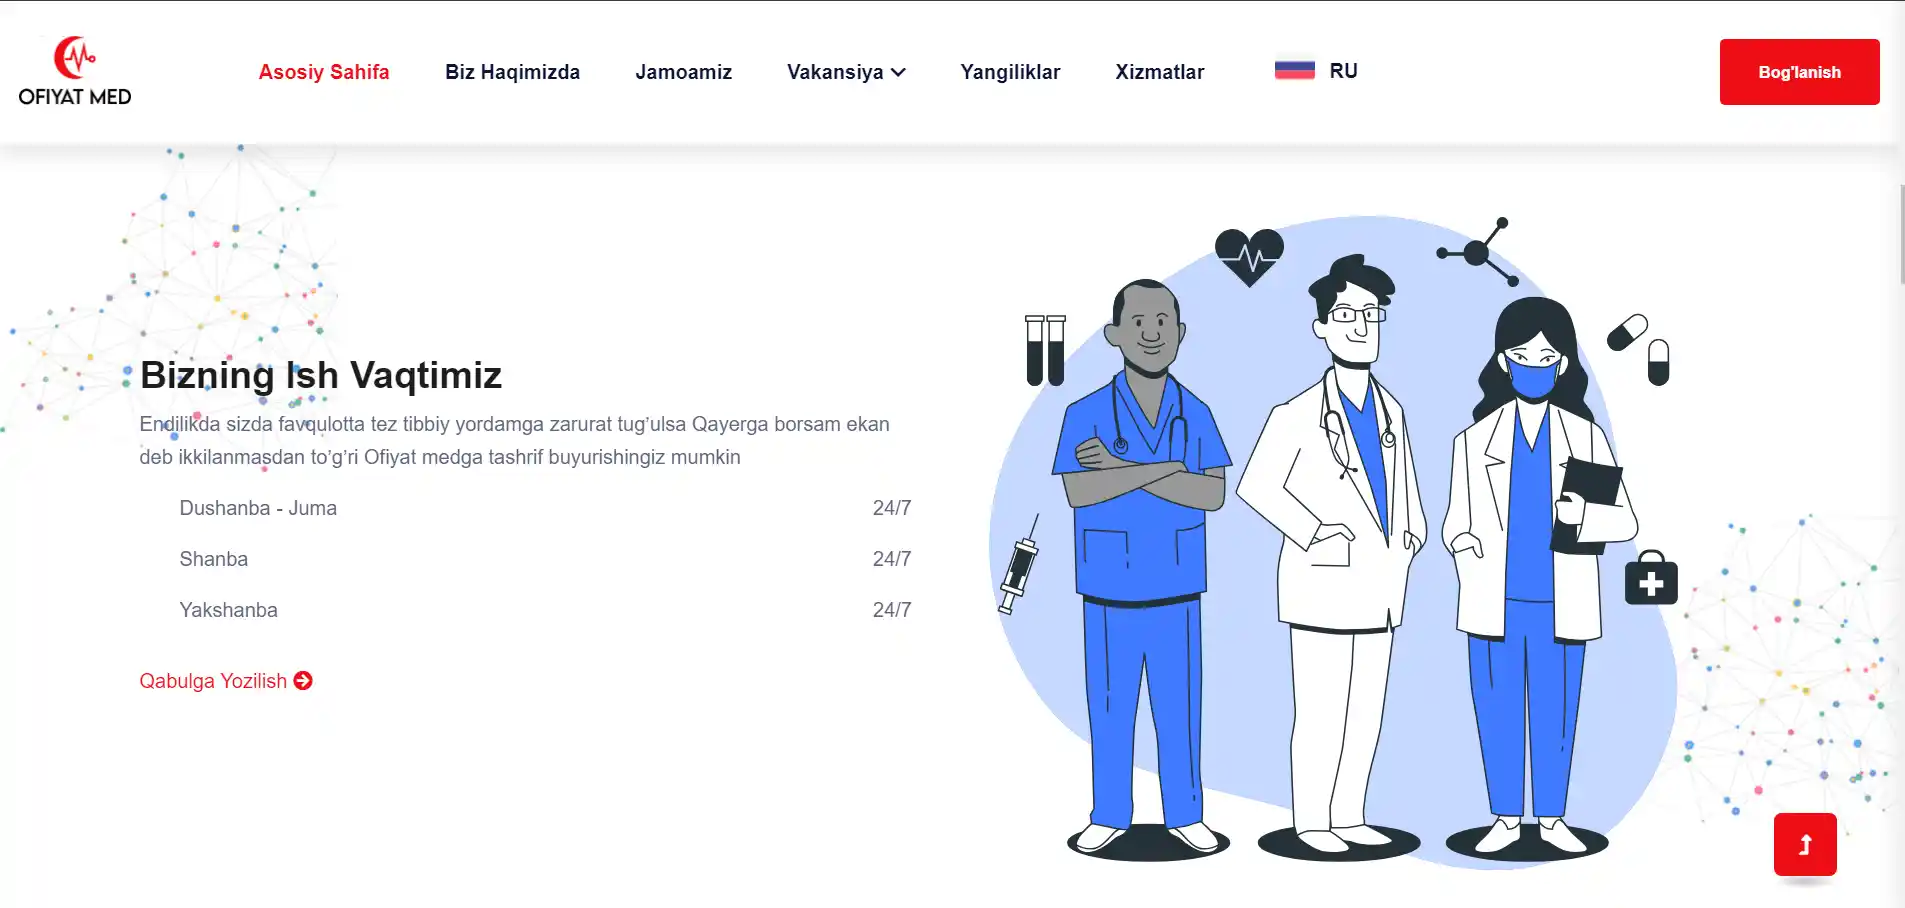 OFIYAT MED
Asosiy Sahifa
Biz Haqimizda
Jamoamiz
Vakansiya
Yangiliklar
Xizmatlar
RU
Bog'lanish
Bizning Ish Vaqtimiz
Endilikda sizda favqulotta tez tibbiy yordamga zarurat tug’ulsa Qayerga borsam ekan
deb ikkilanmasdan to’g’ri Ofiyat medga tashrif buyurishingiz mumkin
Dushanba - Juma 24/7
Shanba 24/7
Yakshanba 24/7
Qabulga Yozilish